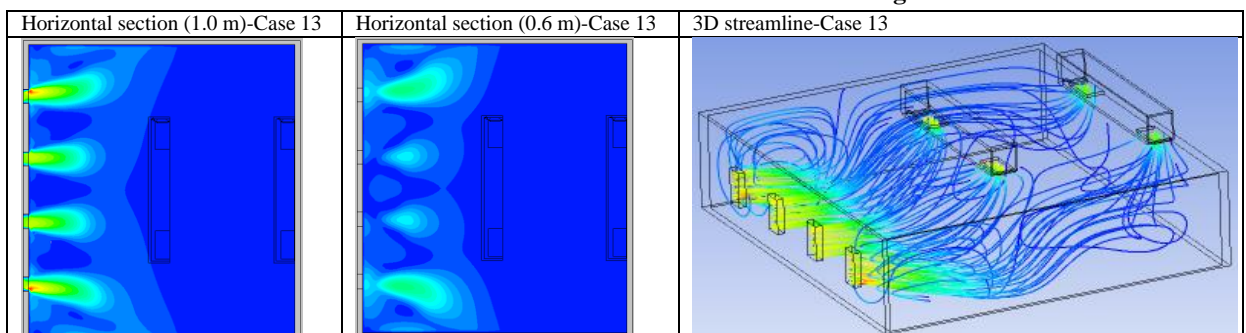 Horizontal section (1.0 m)-Case 13
Horizontal section (0.6 m)-Case 13
3D streamline-Case 13